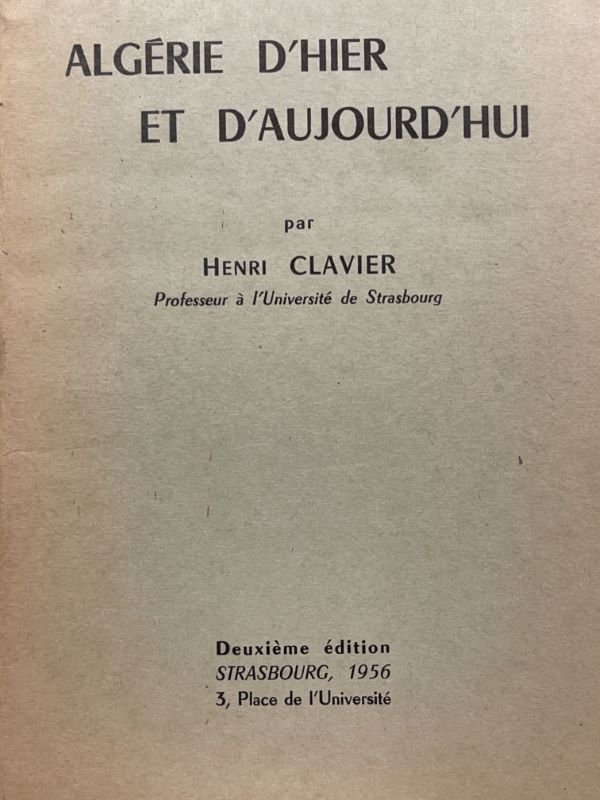 ALGÉRIE D'HIER
ET D'AUJOURD'HUI
par
HENRI CLAVIER
Professeur à l'Université de Strasbourg
Deuxième édition
STRASBOURG, 1956
3, Place de l'Université